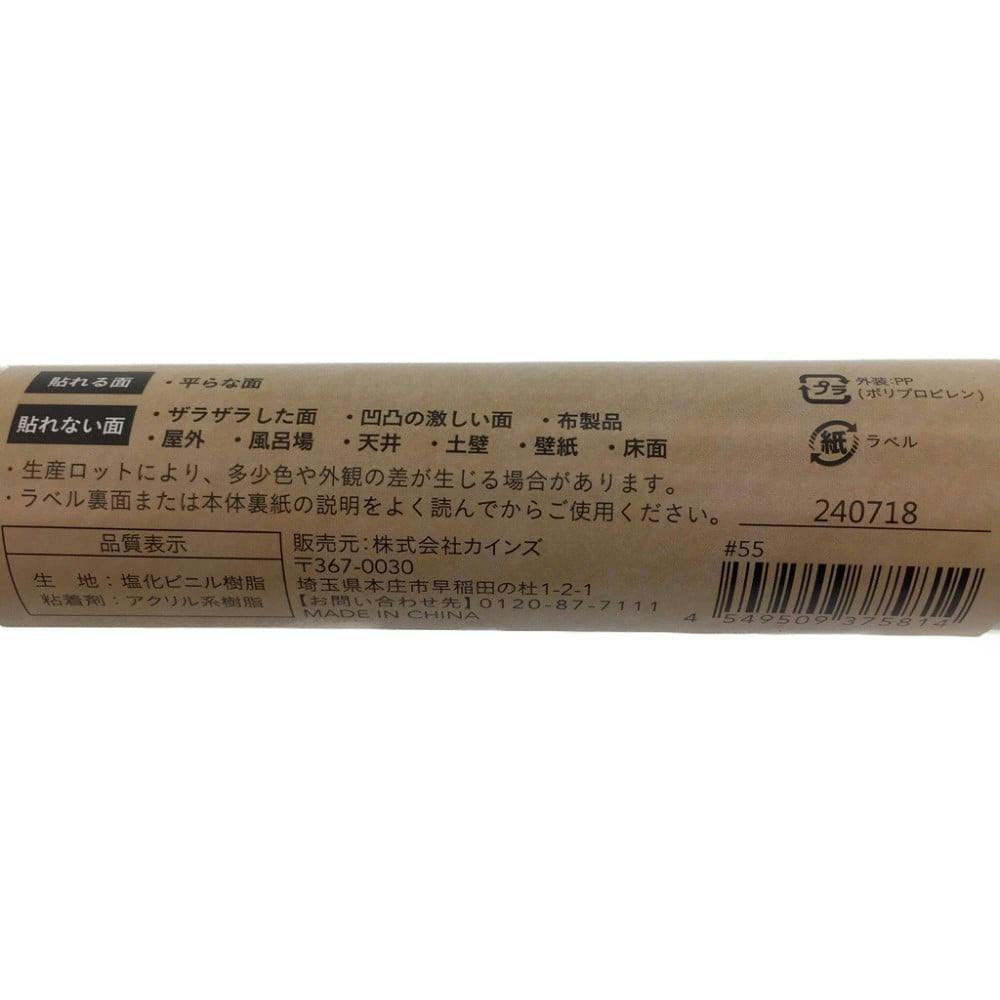 貼れる面 ・平らな面
貼れない面 ・ザラザラした面 ・凹凸の激しい面 ・布製品
・屋外 ・風呂場 ・天井 ・土壁 ・壁紙 ・床面
・生産ロットにより、多少色や外観の差が生じる場合があります。
・ラベル裏面または本体裏紙の説明をよく読んでからご使用ください。
プラ 外装:PP
(ポリプロピレン)
紙 ラベル
240718
品質表示
生 地:塩化ビニル樹脂
粘着剤:アクリル系樹脂
販売元:株式会社カインズ
〒367-0030
埼玉県本庄市早稲田の杜1-2-1
【お問い合わせ先】0120-87-7111
MADE IN CHINA
#55
4 549509 375814